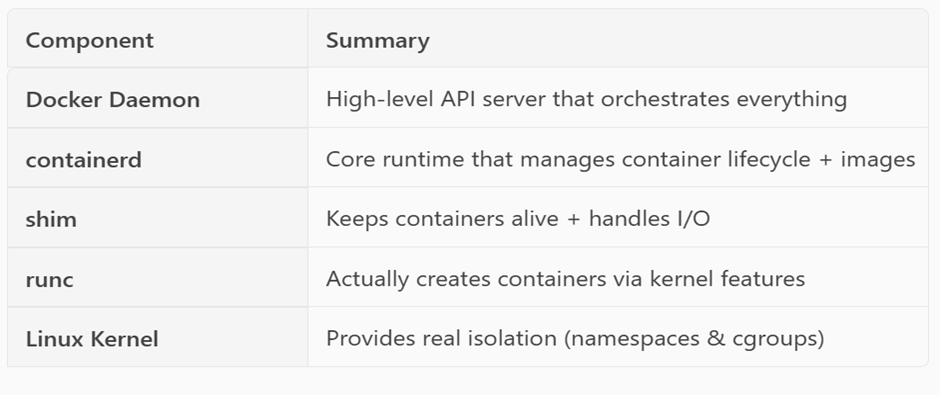 Component Summary
Docker Daemon High-level API server that orchestrates everything
containerd Core runtime that manages container lifecycle + images
shim Keeps containers alive + handles I/O
runc Actually creates containers via kernel features
Linux Kernel Provides real isolation (namespaces & cgroups)